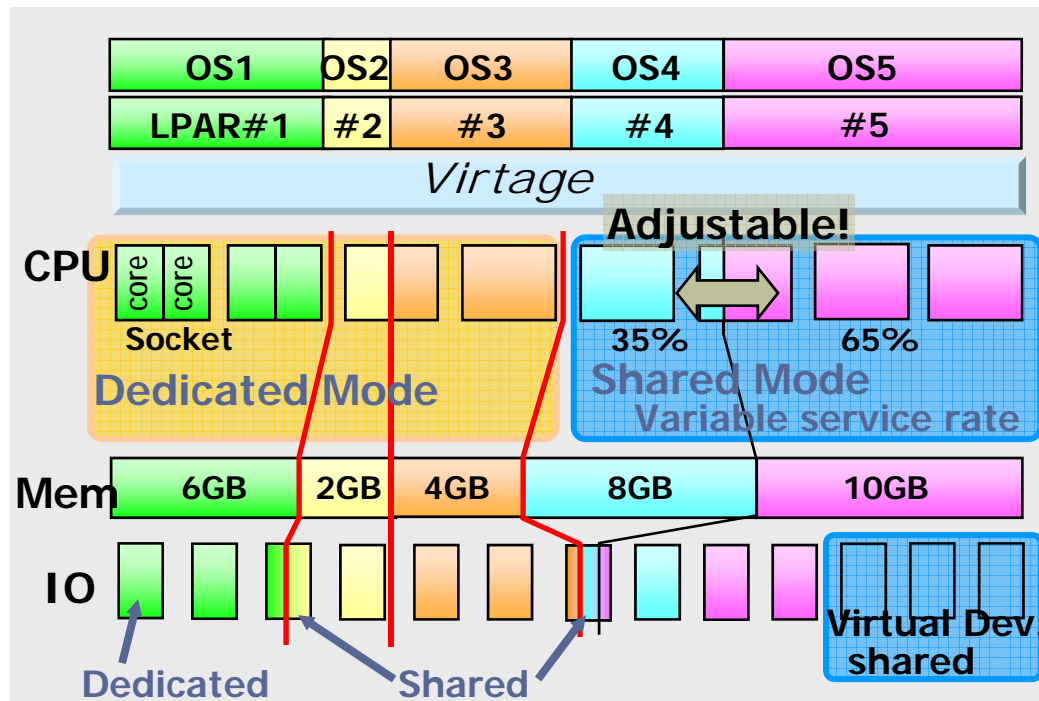 OS1 OS2 OS3 OS4 OS5
LPAR#1 #2 #3 #4 #5
Virtage
Adjustable!
CPU core core
Socket 35% 65%
Dedicated Mode Shared Mode
Variable service rate
Mem 6GB 2GB 4GB 8GB 10GB
IO
Virtual Dev.
shared
Dedicated Shared